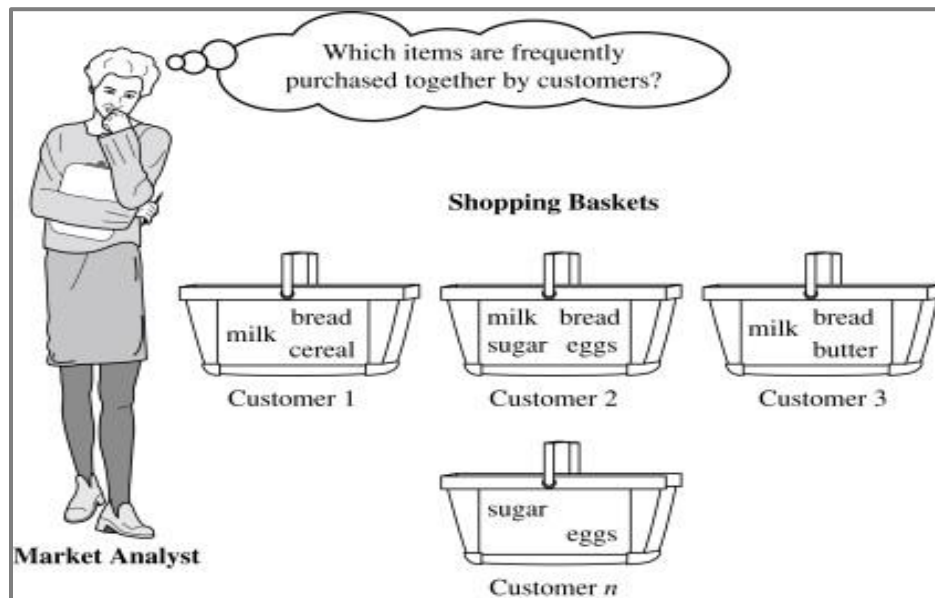 Which items are frequently
purchased together by customers?
Shopping Baskets
milk bread
cereal
Customer 1
milk bread
sugar eggs
Customer 2
milk bread
butter
Customer 3
sugar
eggs
Customer n
Market Analyst